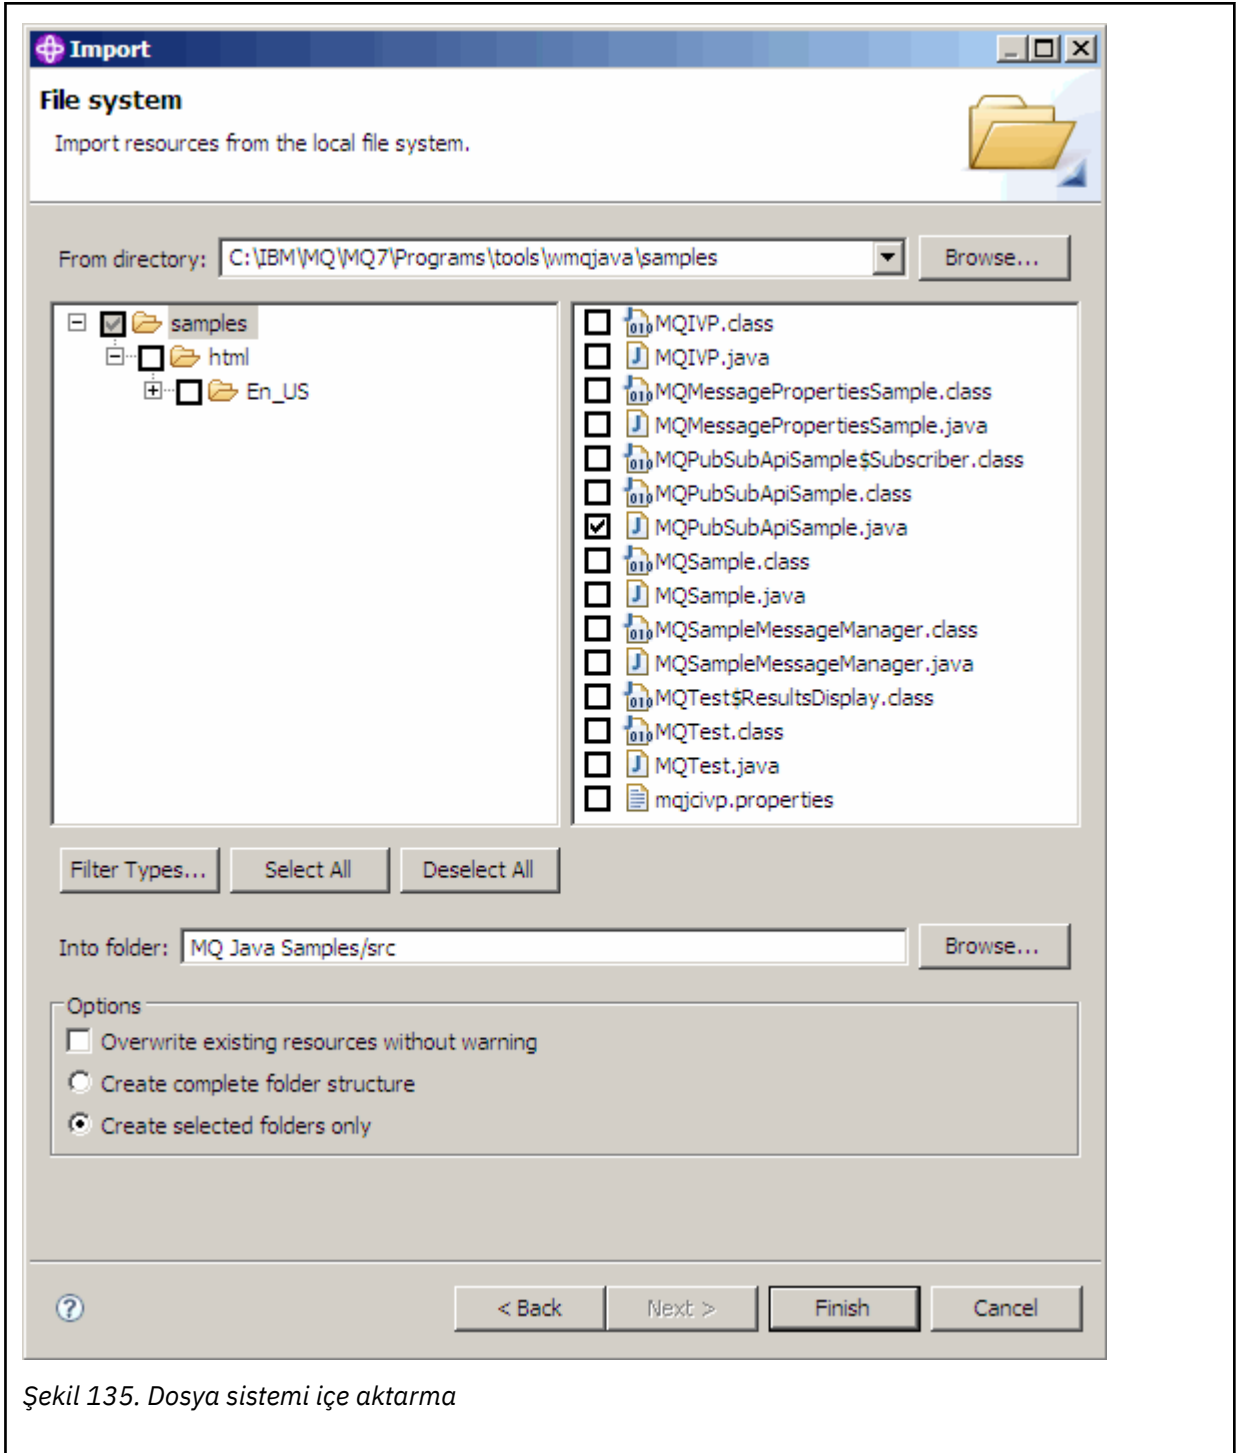 Import
File system
Import resources from the local file system.
From directory: C:\IBM\MQ\MQ7\Programs\tools\wmqjava\samples Browse...
samples
html
En_US
MQIVP.class
MQIVP.java
MQMessagePropertiesSample.class
MQMessagePropertiesSample.java
MQPubSubApiSample$Subscriber.class
MQPubSubApiSample.class
MQPubSubApiSample.java
MQSample.class
MQSample.java
MQSampleMessageManager.class
MQSampleMessageManager.java
MQTest$ResultsDisplay.class
MQTest.class
MQTest.java
mqjcivp.properties
Filter Types... Select All Deselect All
Into folder: MQ Java Samples/src Browse...
Options
Overwrite existing resources without warning
Create complete folder structure
Create selected folders only
< Back Next > Finish Cancel
Şekil 135. Dosya sistemi içe aktarma